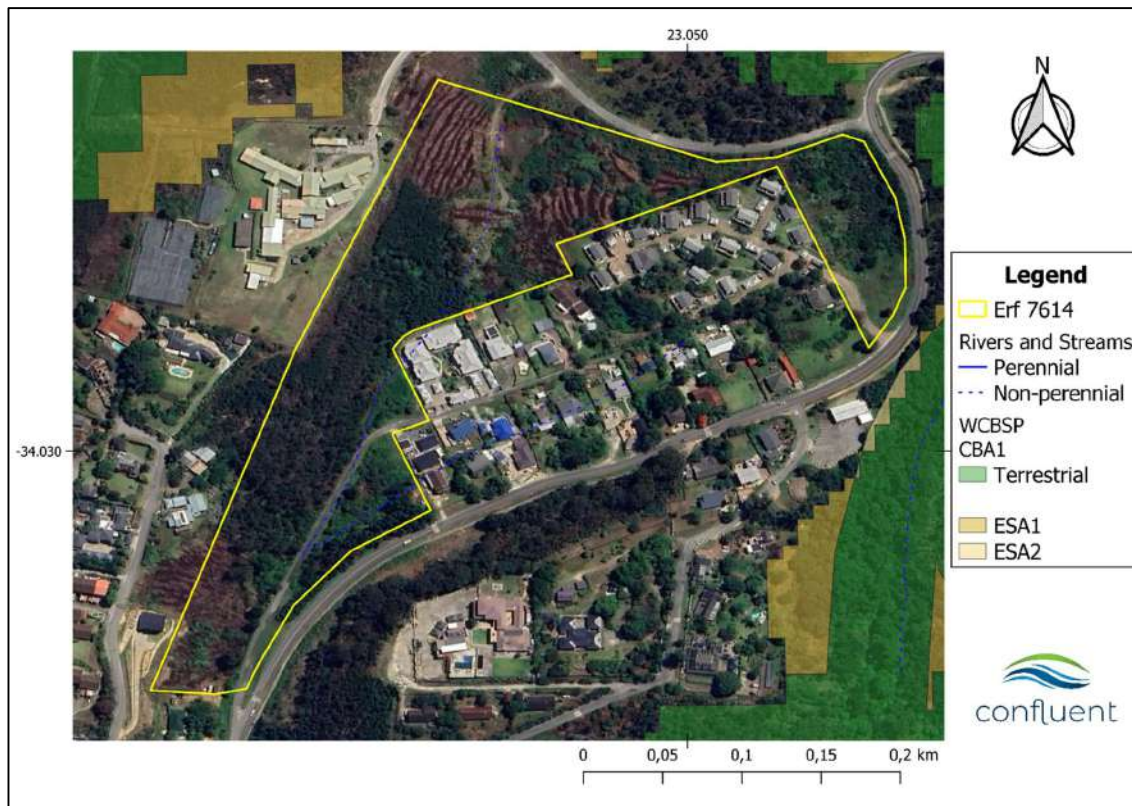 23.050
N
-34.030
Legend
Erf 7614
Rivers and Streams
Perennial
Non-perennial
WCBSP
CBA1
Terrestrial
ESA1
ESA2
confluent
0 0,05 0,1 0,15 0,2 km